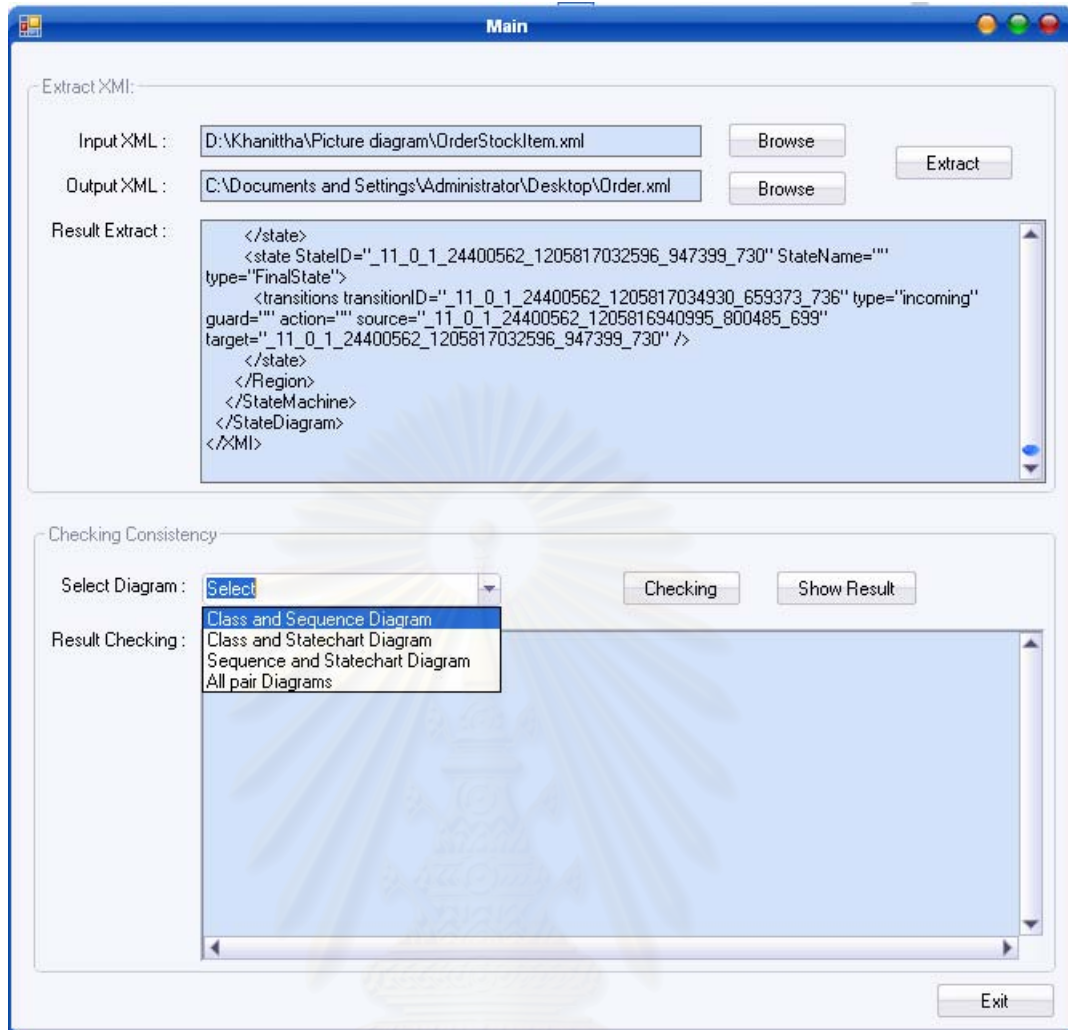 Main
Extract XMI:
Input XML :
D:\Khanittha\Picture diagram\OrderStockItem.xml
Browse
Extract
Output XML :
C:\Documents and Settings\Administrator\Desktop\Order.xml
Browse
Result Extract :
</state>
<state StateID="_11_0_1_24400562_1205817032596_947399_730" StateName=""
type="FinalState">
<transitions transitionID="_11_0_1_24400562_1205817034930_659373_736" type="incoming"
guard="" action="" source="_11_0_1_24400562_1205816940995_800485_699"
target="_11_0_1_24400562_1205817032596_947399_730" />
</state>
</Region>
</StateMachine>
</StateDiagram>
</XMI>
Checking Consistency
Select Diagram :
Select
Checking
Show Result
Class and Sequence Diagram
Result Checking :
Class and Statechart Diagram
Sequence and Statechart Diagram
All pair Diagrams
Exit